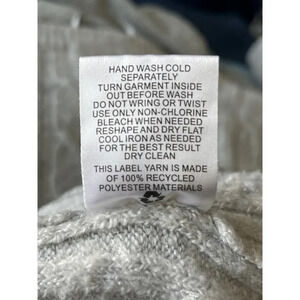 HAND WASH COLD
SEPARATELY
TURN GARMENT INSIDE
OUT BEFORE WASH
DO NOT WRING OR TWIST
USE ONLY NON-CHLORINE
BLEACH WHEN NEEDED
RESHAPE AND DRY FLAT
COOL IRON AS NEEDED
FOR THE BEST RESULT
DRY CLEAN
THIS LABEL YARN IS MADE
OF 100% RECYCLED
POLYESTER MATERIALS